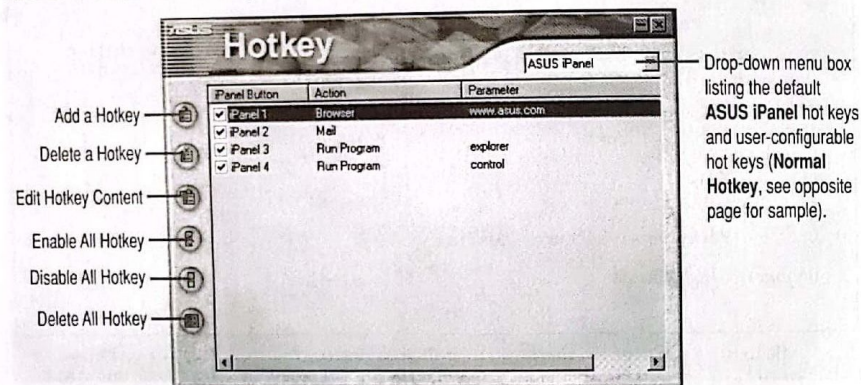 ASUS
Hotkey
ASUS iPanel
iPanel Button Action Parameter
iPanel 1 Browser www.asus.com
iPanel 2 Mail
iPanel 3 Run Program explorer
iPanel 4 Run Program control
Add a Hotkey
Delete a Hotkey
Edit Hotkey Content
Enable All Hotkey
Disable All Hotkey
Delete All Hotkey
Drop-down menu box
listing the default
ASUS iPanel hot keys
and user-configurable
hot keys (Normal
Hotkey, see opposite
page for sample).